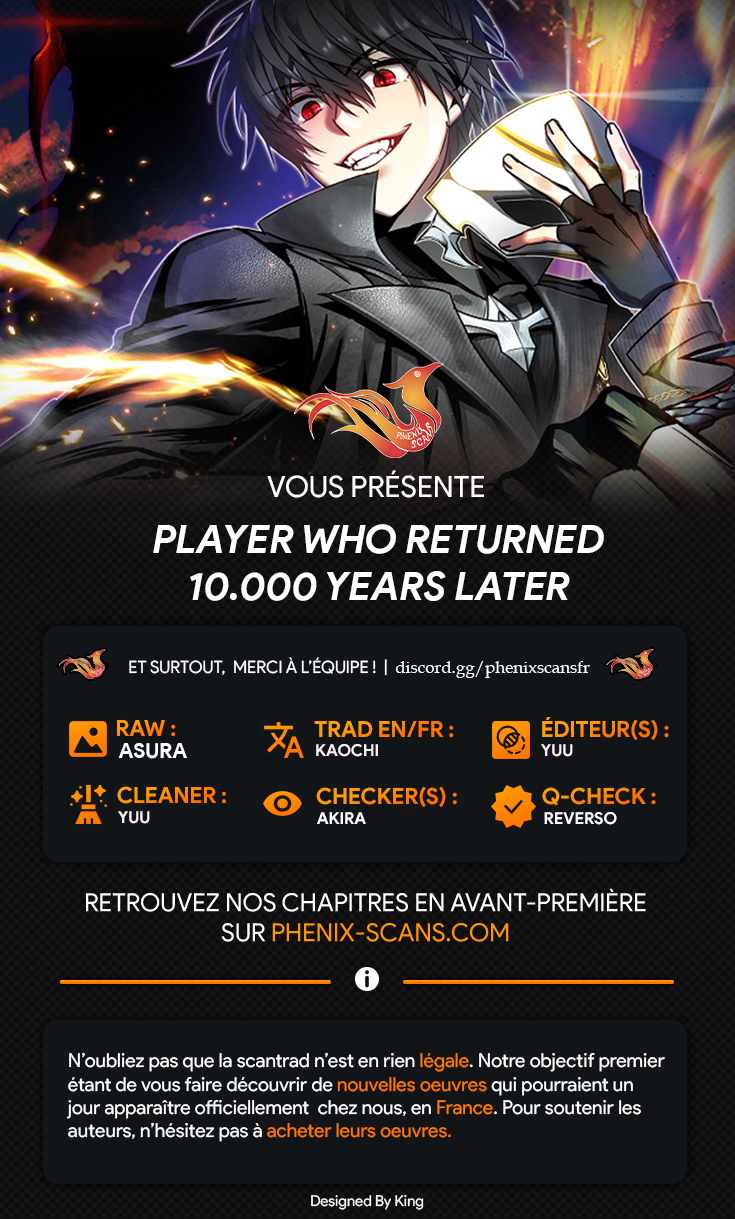 PHENIX
SCANS
VOUS PRÉSENTE
PLAYER WHO RETURNED
10.000 YEARS LATER
ET SURTOUT, MERCI À L'ÉQUIPE ! | discord.gg/phenixscansfr
RAW :
ASURA
TRAD EN/FR :
KAOCHI
ÉDITEUR(S) :
YUU
CLEANER :
YUU
CHECKER(S) :
AKIRA
Q-CHECK :
REVERSO
RETROUVEZ NOS CHAPITRES EN AVANT-PREMIÈRE
SUR PHENIX-SCANS.COM
N'oubliez pas que la scantrad n'est en rien légale. Notre objectif premier
étant de vous faire découvrir de nouvelles oeuvres qui pourraient un
jour apparaître officiellement chez nous, en France. Pour soutenir les
auteurs, n'hésitez pas à acheter leurs oeuvres.
Designed By King